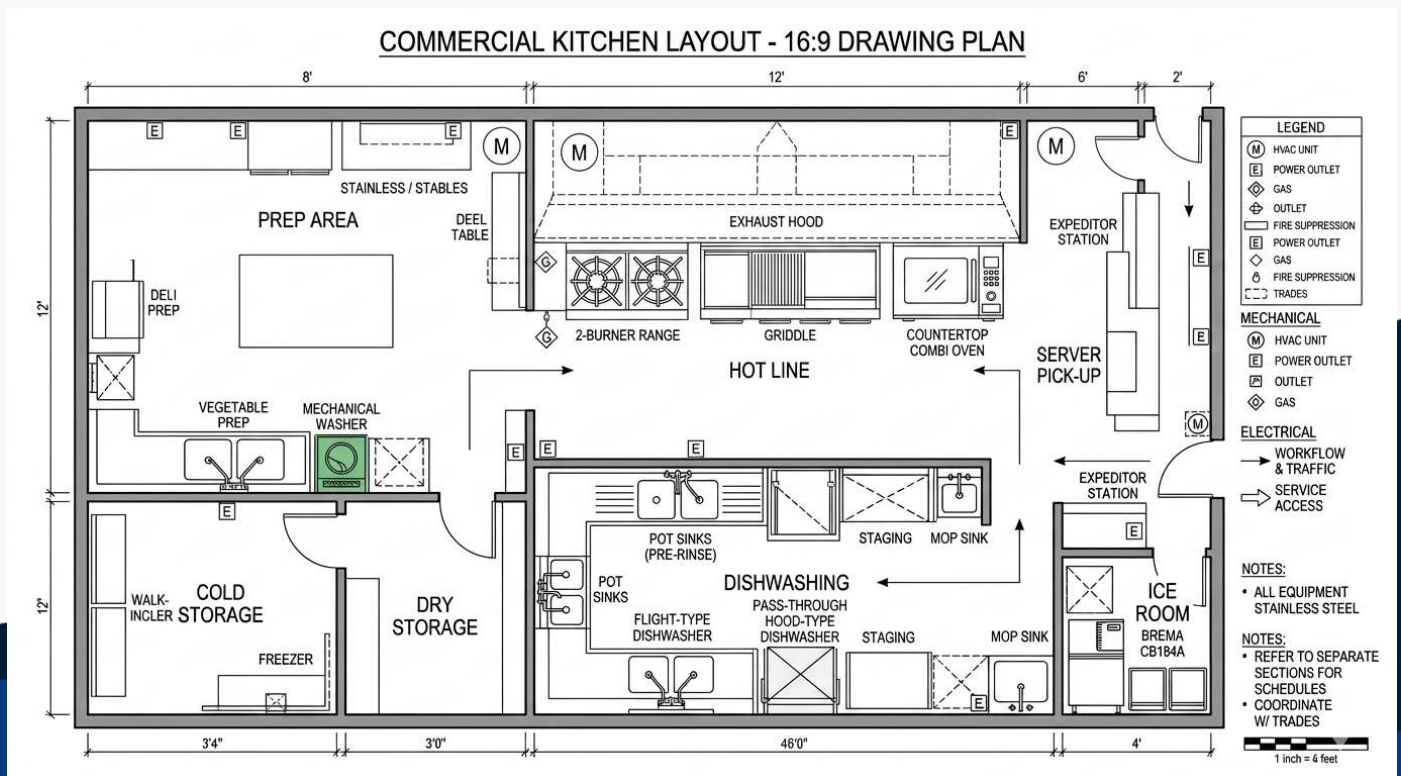 COMMERCIAL KITCHEN LAYOUT - 16:9 DRAWING PLAN
8'
12'
6'
2'
12'
12'
E
E
E
M
M
E
M
STAINLESS / STABLES
PREP AREA
DEEL
TABLE
EXHAUST HOOD
EXPEDITOR
STATION
DELI
PREP
G
G
2-BURNER RANGE
GRIDDLE
COUNTERTOP
COMBI OVEN
HOT LINE
SERVER
PICK-UP
E
E
M
VEGETABLE
PREP
MECHANICAL
WASHER
E
E
E
EXPEDITOR
STATION
E
E
COLD
STORAGE
WALK-
INCLER
FREEZER
DRY
STORAGE
POT SINKS
(PRE-RINSE)
STAGING
MOP SINK
POT
SINKS
DISHWASHING
FLIGHT-TYPE
DISHWASHER
PASS-THROUGH
HOOD-TYPE
DISHWASHER
STAGING
MOP SINK
E
ICE
ROOM
BREMA
CB184A
3'4"
3'0"
46'0"
4'
LEGEND
M HVAC UNIT
E POWER OUTLET
G GAS
OUTLET
FIRE SUPPRESSION
E POWER OUTLET
GAS
FIRE SUPPRESSION
TRADES
MECHANICAL
M HVAC UNIT
E POWER OUTLET
OUTLET
GAS
ELECTRICAL
WORKFLOW
& TRAFFIC
SERVICE
ACCESS
NOTES:
• ALL EQUIPMENT
STAINLESS STEEL
NOTES:
• REFER TO SEPARATE
SECTIONS FOR
SCHEDULES
• COORDINATE
W/ TRADES
1 inch = 4 feet